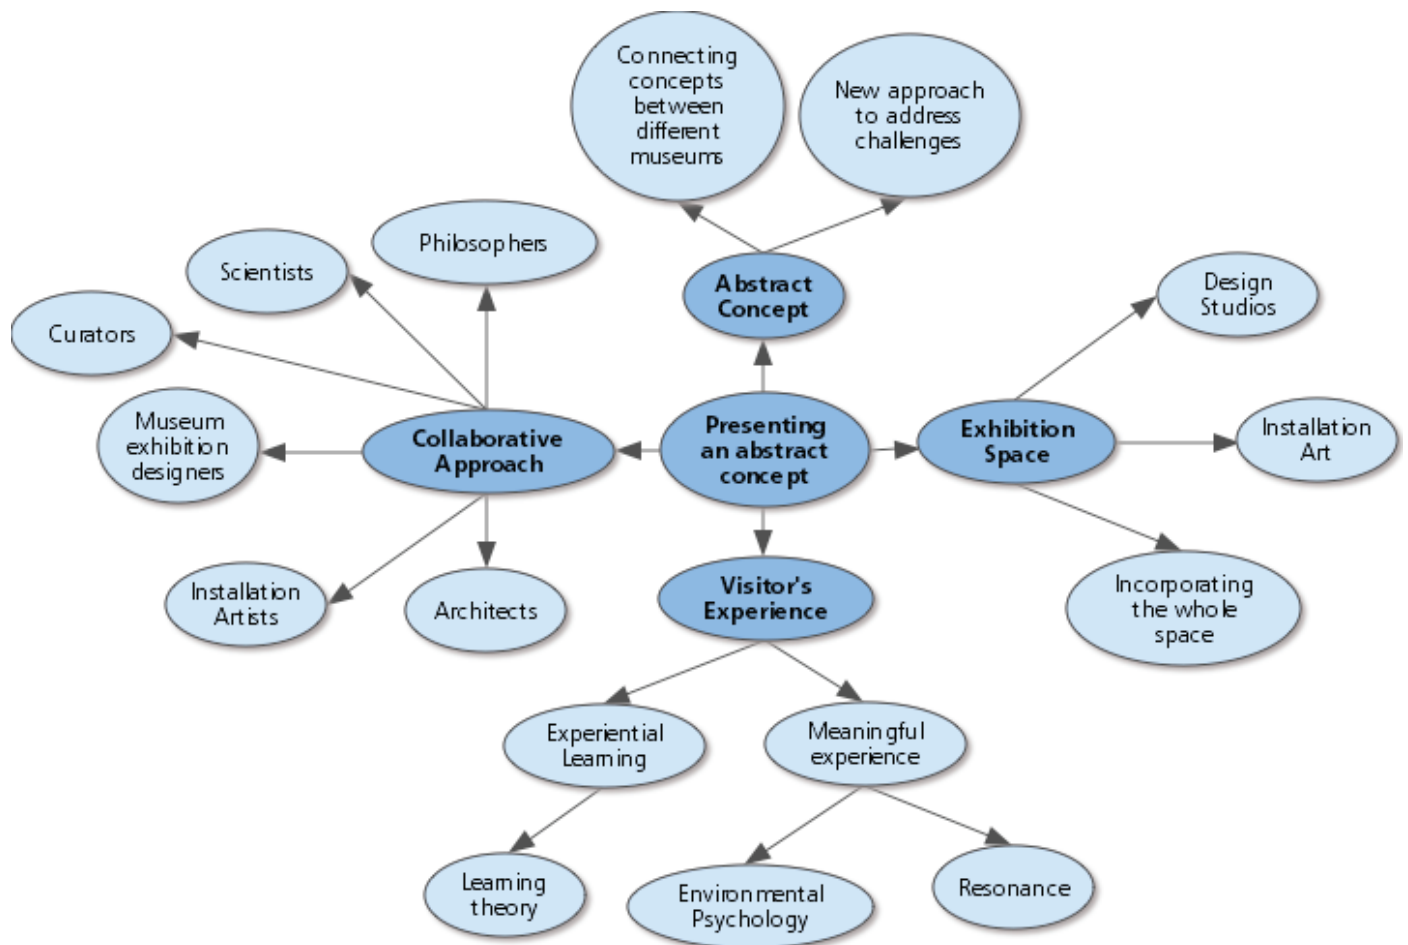 Connecting
concepts
between
different
museums
New approach
to address
challenges
Philosophers
Scientists
Curators
Abstract
Concept
Design
Studios
Museum
exhibition
designers
Collaborative
Approach
Presenting
an abstract
concept
Exhibition
Space
Installation
Art
Installation
Artists
Architects
Visitor's
Experience
Incorporating
the whole
space
Experiential
Learning
Meaningful
experience
Learning
theory
Environmental
Psychology
Resonance